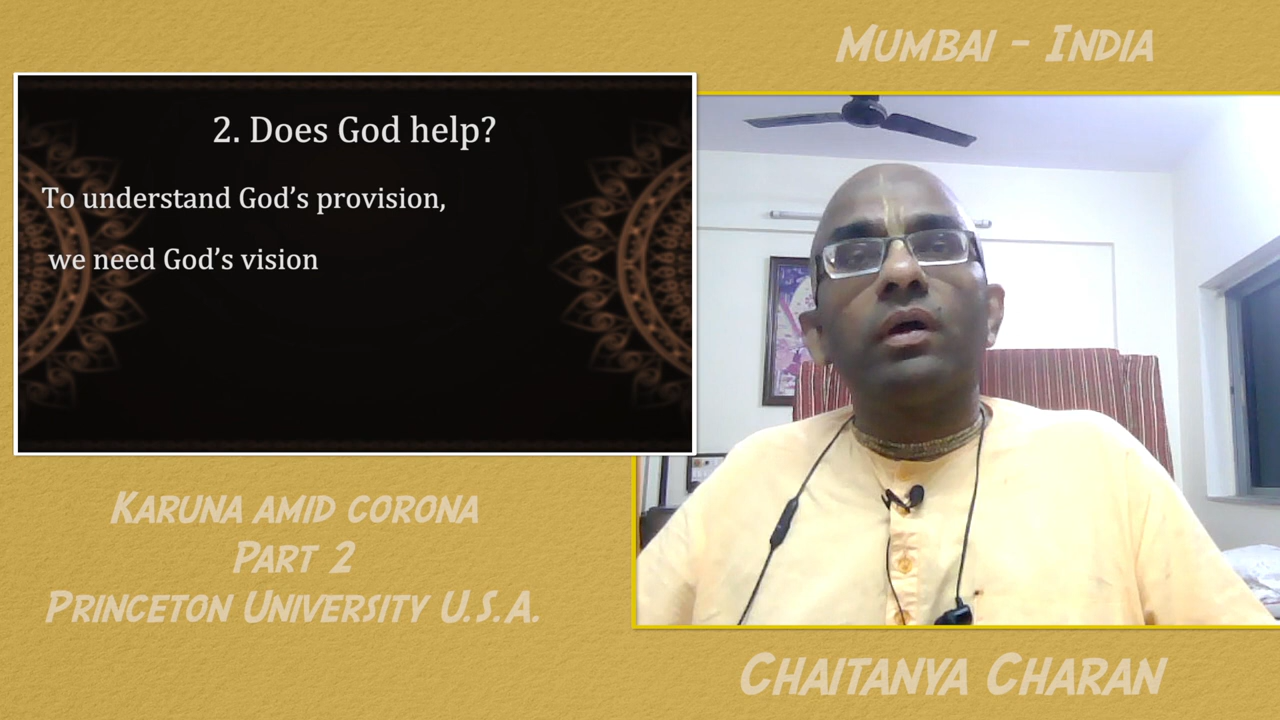 Mumbai - India
2. Does God help?
To understand God’s provision,
we need God’s vision
Karuna amid corona
Part 2
Princeton University U.S.A.
Chaitanya Charan